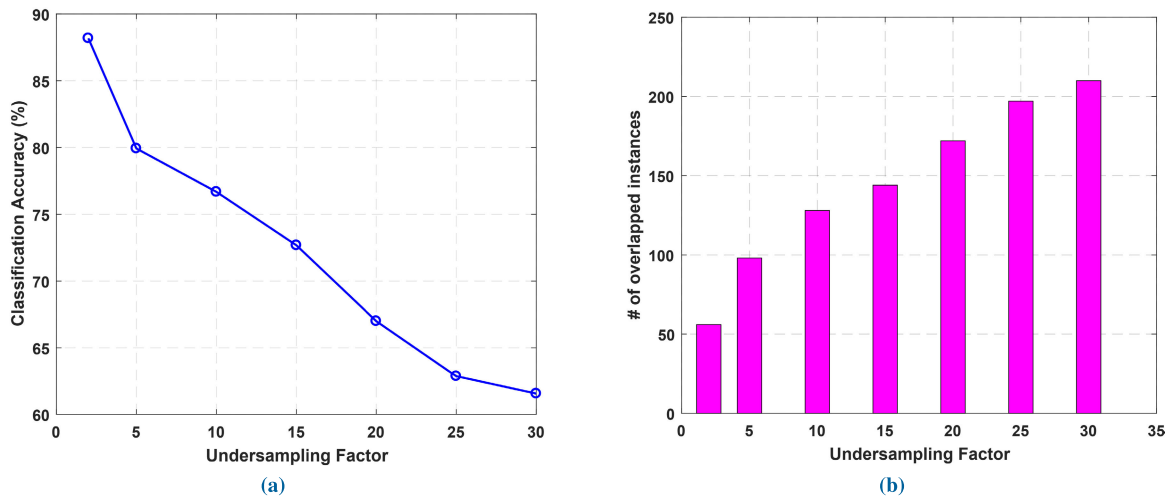 90
85
80
75
70
65
60
Classification Accuracy (%)
0 5 10 15 20 25 30
Undersampling Factor
(a)
250
200
150
100
50
0
# of overlapped instances
0 5 10 15 20 25 30 35
Undersampling Factor
(b)